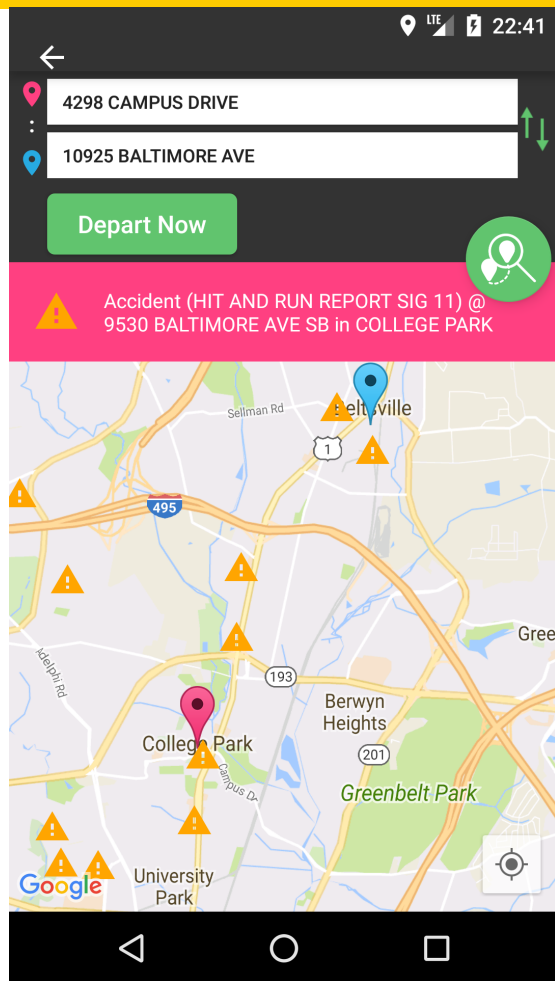 LTE 22:41
4298 CAMPUS DRIVE
10925 BALTIMORE AVE
Depart Now
Accident (HIT AND RUN REPORT SIG 11) @
9530 BALTIMORE AVE SB in COLLEGE PARK
Sellman Rd
Beltsville
1
495
Gree
Adelphi Rd
193
Berwyn
Heights
College Park
201
Campus Dr
Greenbelt Park
Google
University
Park